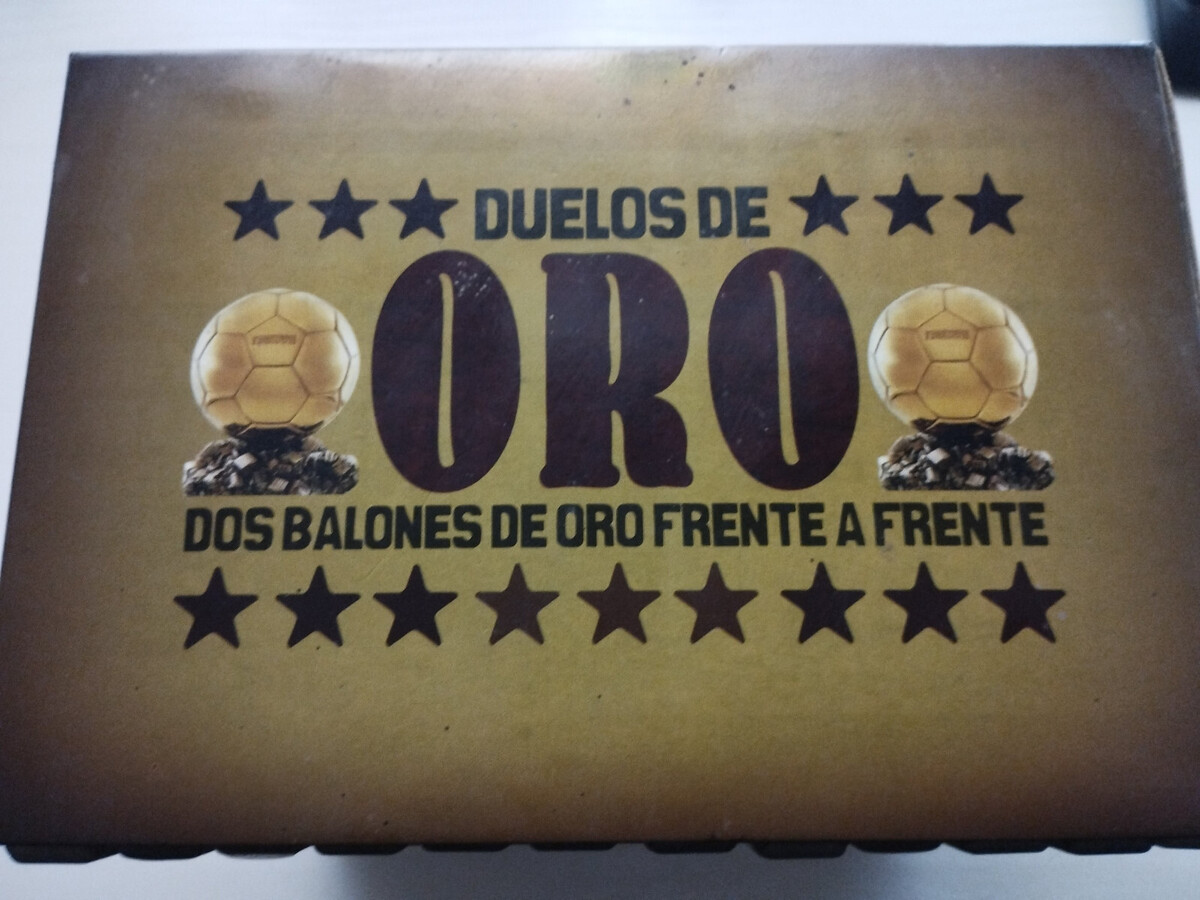 DUELOS DE
ORO
DOS BALONES DE ORO FRENTE A FRENTE